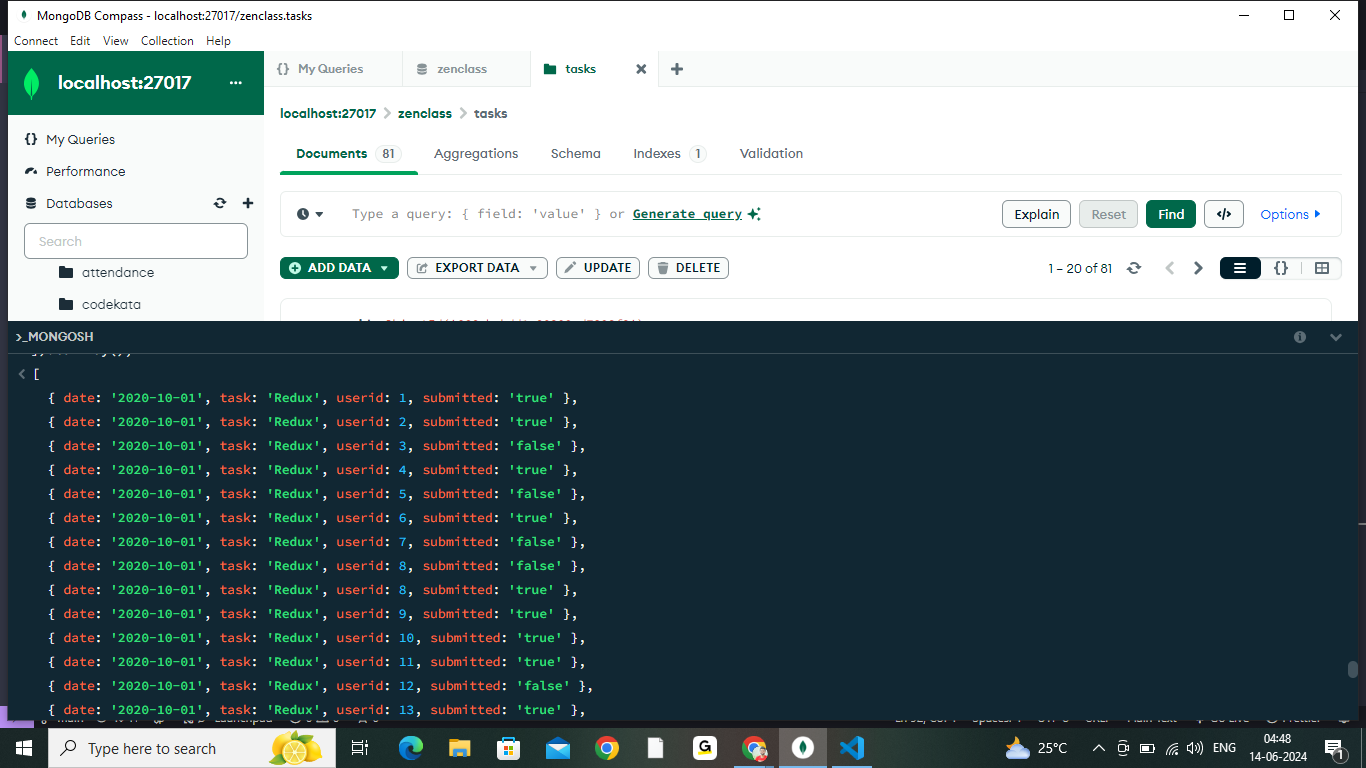 MongoDB Compass - localhost:27017/zenclass.tasks
Connect Edit View Collection Help
localhost:27017 ...
{} My Queries zenclass tasks
localhost:27017 > zenclass > tasks
My Queries
Performance
Databases
Search
attendance
codekata
Documents 81 Aggregations Schema Indexes 1 Validation
Type a query: { field: 'value' } or Generate query
Explain Reset Find </> Options
ADD DATA EXPORT DATA UPDATE DELETE 1 – 20 of 81 {}
>_MONGOSH
[
{ date: '2020-10-01', task: 'Redux', userid: 1, submitted: 'true' },
{ date: '2020-10-01', task: 'Redux', userid: 2, submitted: 'true' },
{ date: '2020-10-01', task: 'Redux', userid: 3, submitted: 'false' },
{ date: '2020-10-01', task: 'Redux', userid: 4, submitted: 'true' },
{ date: '2020-10-01', task: 'Redux', userid: 5, submitted: 'false' },
{ date: '2020-10-01', task: 'Redux', userid: 6, submitted: 'true' },
{ date: '2020-10-01', task: 'Redux', userid: 7, submitted: 'false' },
{ date: '2020-10-01', task: 'Redux', userid: 8, submitted: 'false' },
{ date: '2020-10-01', task: 'Redux', userid: 8, submitted: 'true' },
{ date: '2020-10-01', task: 'Redux', userid: 9, submitted: 'true' },
{ date: '2020-10-01', task: 'Redux', userid: 10, submitted: 'true' },
{ date: '2020-10-01', task: 'Redux', userid: 11, submitted: 'true' },
{ date: '2020-10-01', task: 'Redux', userid: 12, submitted: 'false' },
{ date: '2020-10-01', task: 'Redux', userid: 13, submitted: 'true' },
Type here to search
25°C ENG
04:48
14-06-2024
1